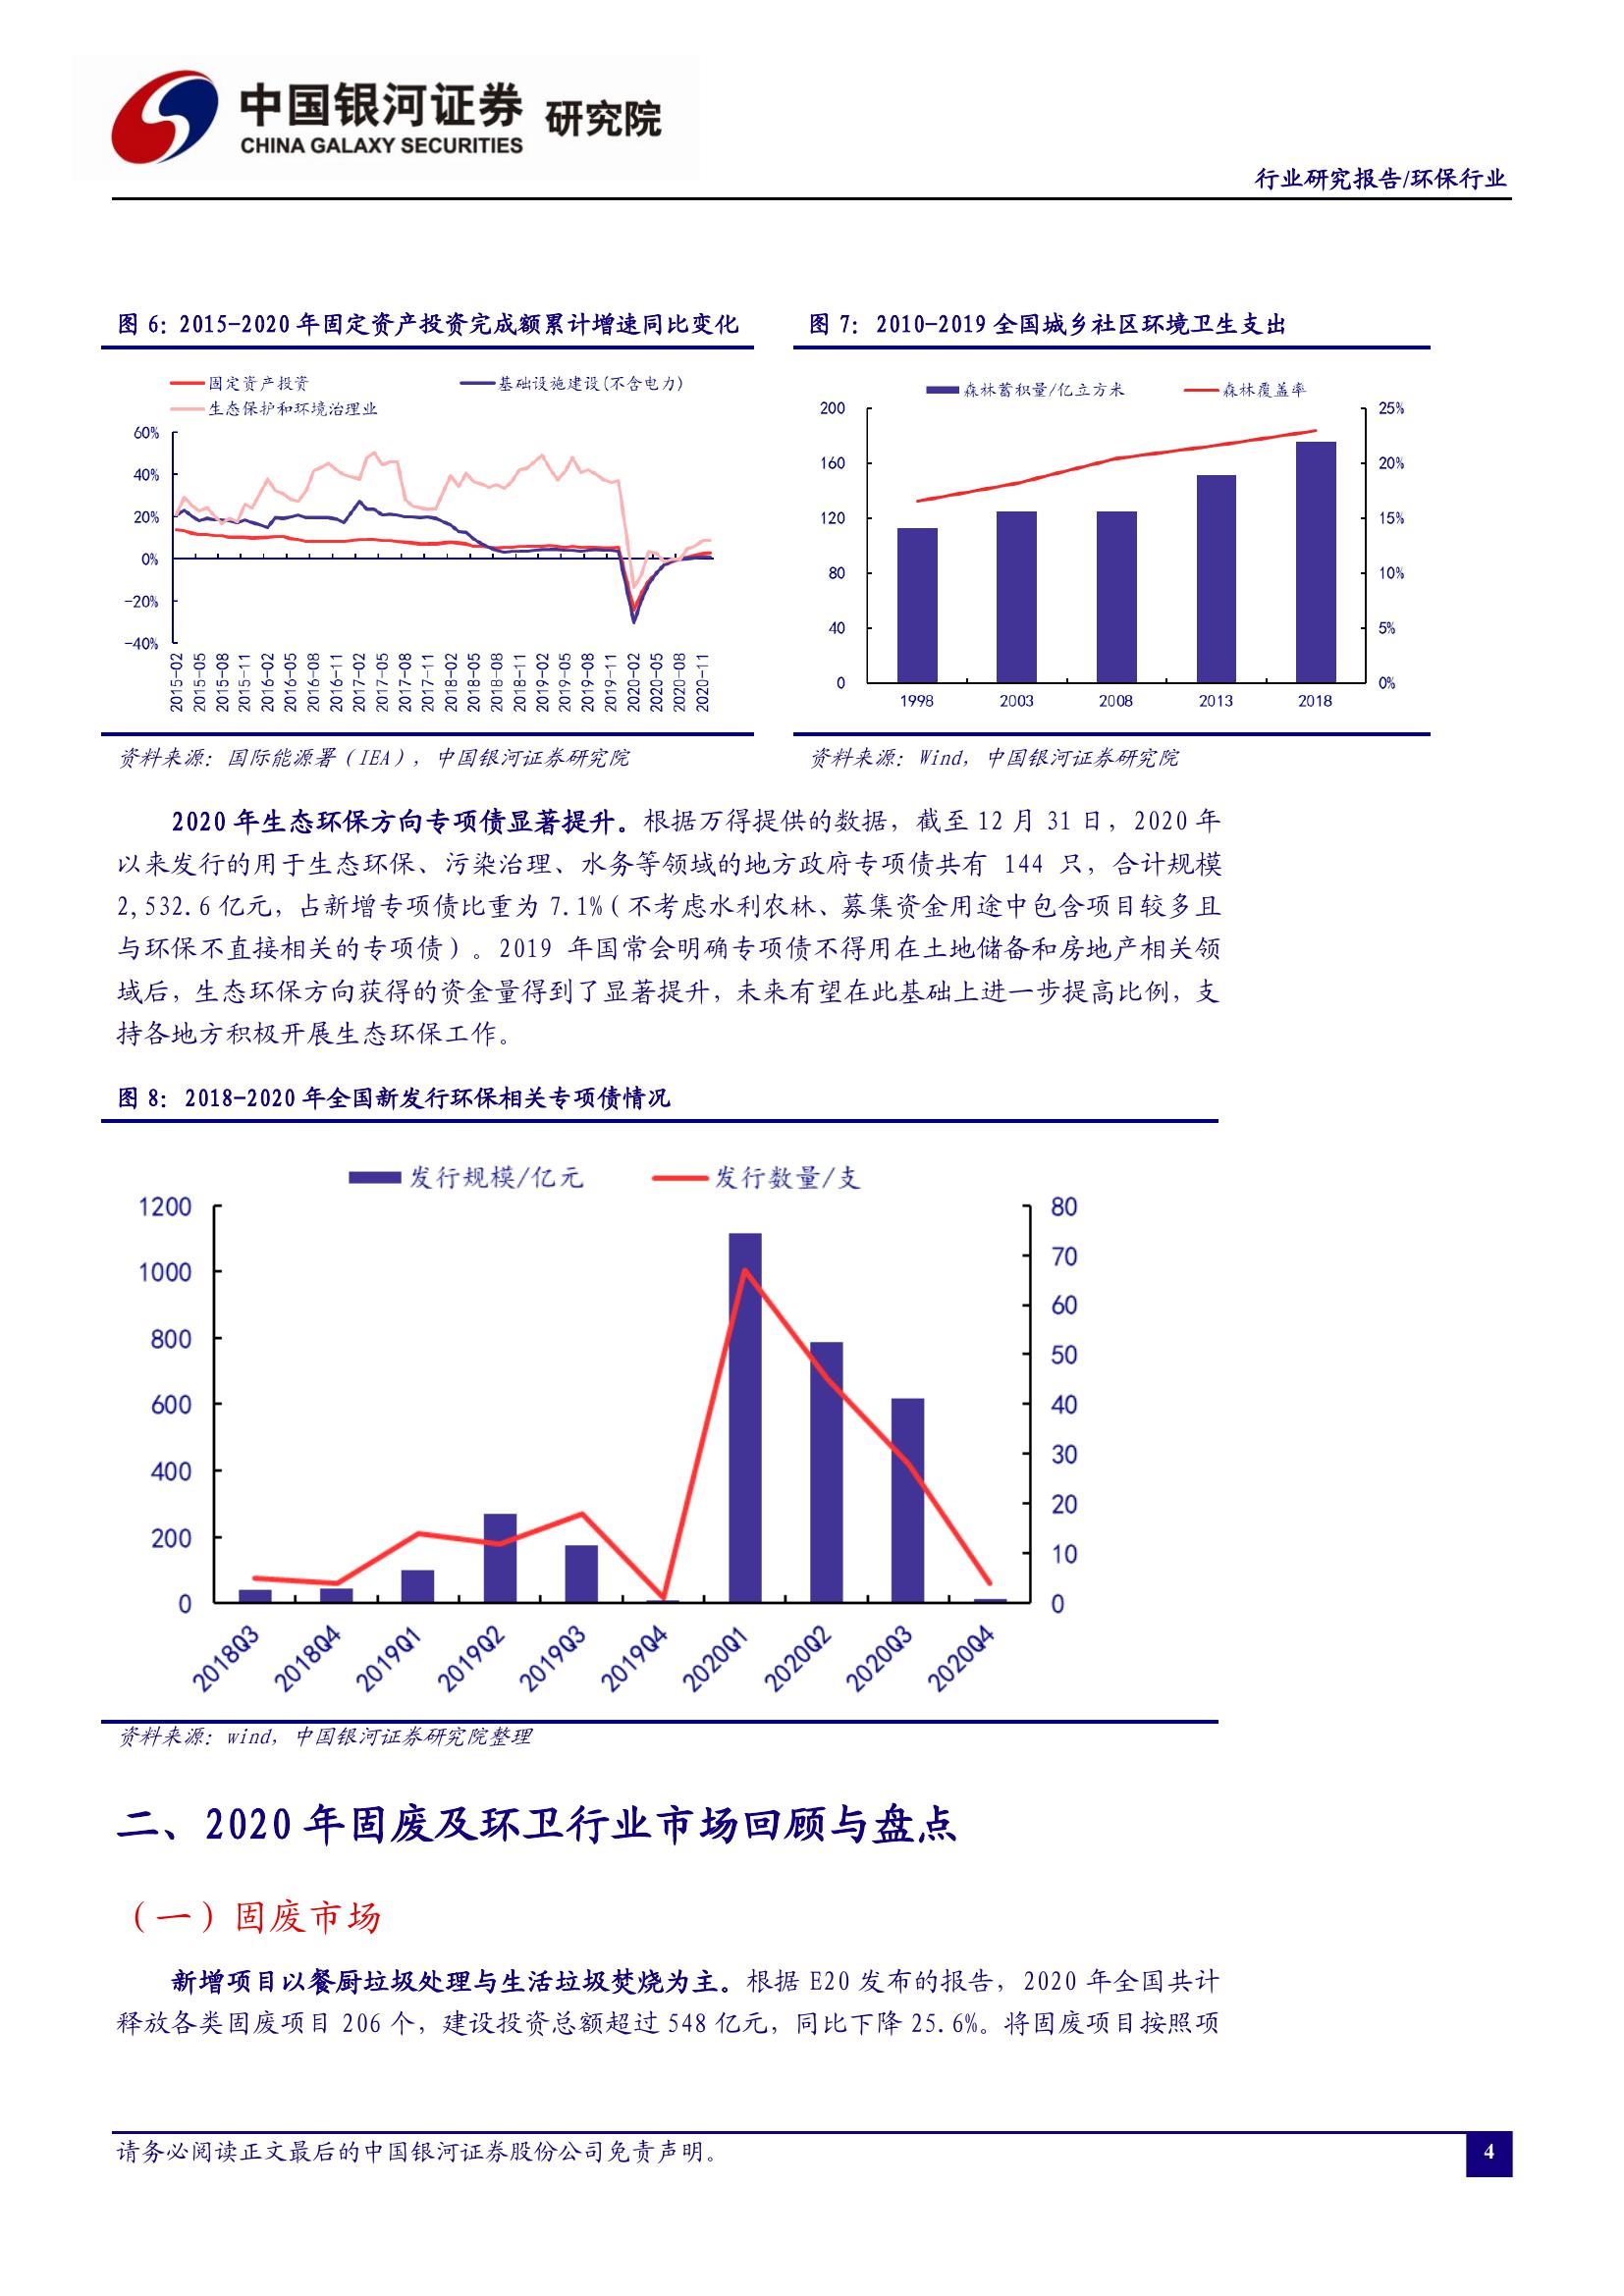 中国银河证券 研究院
CHINA GALAXY SECURITIES
行业研究报告/环保行业
图 6：2015-2020 年固定资产投资完成额累计增速同比变化
固定资产投资 基础设施建设(不含电力)
生态保护和环境治理业
60%
40%
20%
0%
-20%
-40%
2015-02 2015-05 2015-08 2015-11 2016-02 2016-05 2016-08 2016-11 2017-02 2017-05 2017-08 2017-11 2018-02 2018-05 2018-08 2018-11 2019-02 2019-05 2019-08 2019-11 2020-02 2020-05 2020-08 2020-11
资料来源：国际能源署（IEA），中国银河证券研究院
图 7：2010-2019 全国城乡社区环境卫生支出
森林蓄积量/亿立方米 森林覆盖率
200 25%
160 20%
120 15%
80 10%
40 5%
0 0%
1998 2003 2008 2013 2018
资料来源：Wind，中国银河证券研究院
2020 年生态环保方向专项债显著提升。根据万得提供的数据，截至 12 月 31 日，2020 年
以来发行的用于生态环保、污染治理、水务等领域的地方政府专项债共有 144 只，合计规模
2,532.6 亿元，占新增专项债比重为 7.1%（不考虑水利农林、募集资金用途中包含项目较多且
与环保不直接相关的专项债）。2019 年国常会明确专项债不得用在土地储备和房地产相关领
域后，生态环保方向获得的资金量得到了显著提升，未来有望在此基础上进一步提高比例，支
持各地方积极开展生态环保工作。
图 8：2018-2020 年全国新发行环保相关专项债情况
发行规模/亿元 发行数量/支
1200 80
70
1000
60
800 50
600 40
400 30
20
200
10
0 0
2018Q3 2018Q4 2019Q1 2019Q2 2019Q3 2019Q4 2020Q1 2020Q2 2020Q3 2020Q4
资料来源：wind，中国银河证券研究院整理
二、2020 年固废及环卫行业市场回顾与盘点
（一）固废市场
新增项目以餐厨垃圾处理与生活垃圾焚烧为主。根据 E20 发布的报告，2020 年全国共计
释放各类固废项目 206 个，建设投资总额超过 548 亿元，同比下降 25.6%。将固废项目按照项
请务必阅读正文最后的中国银河证券股份公司免责声明。
4